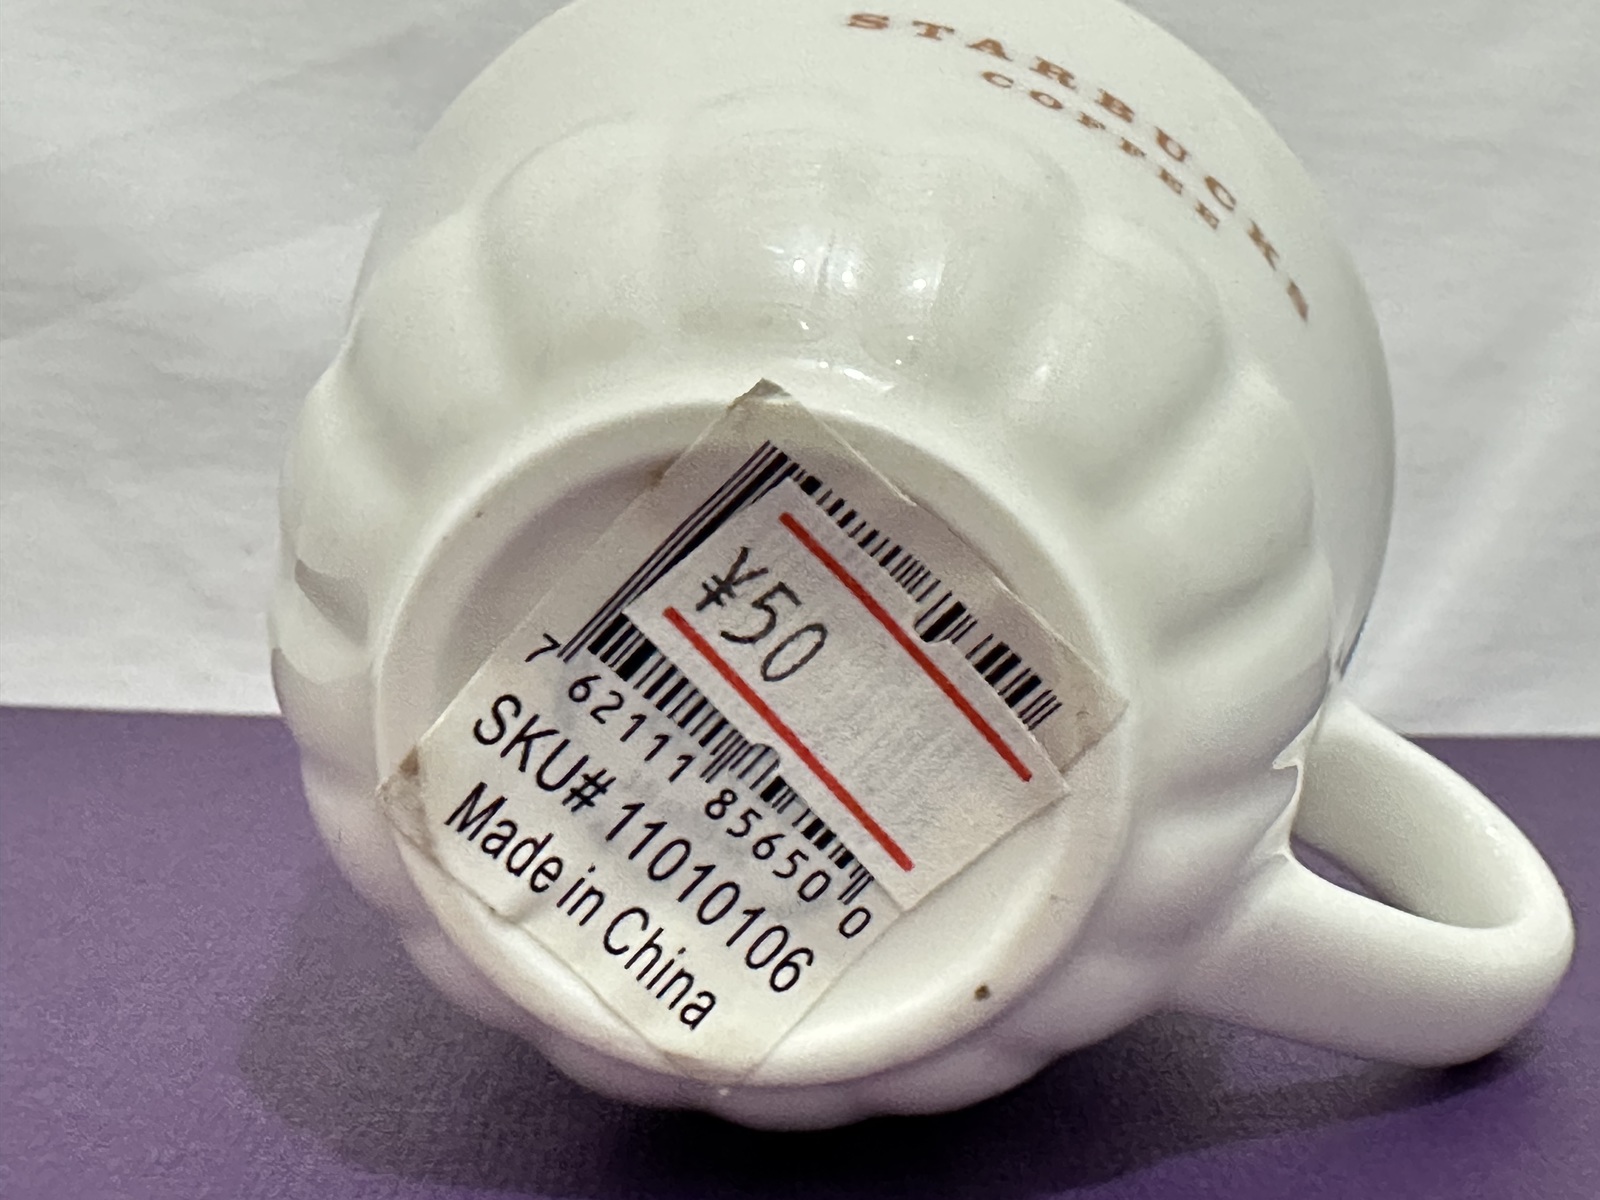 STARBUCKS
COFFEE
¥50
7 62111 85650 0
SKU# 11010106
Made in China